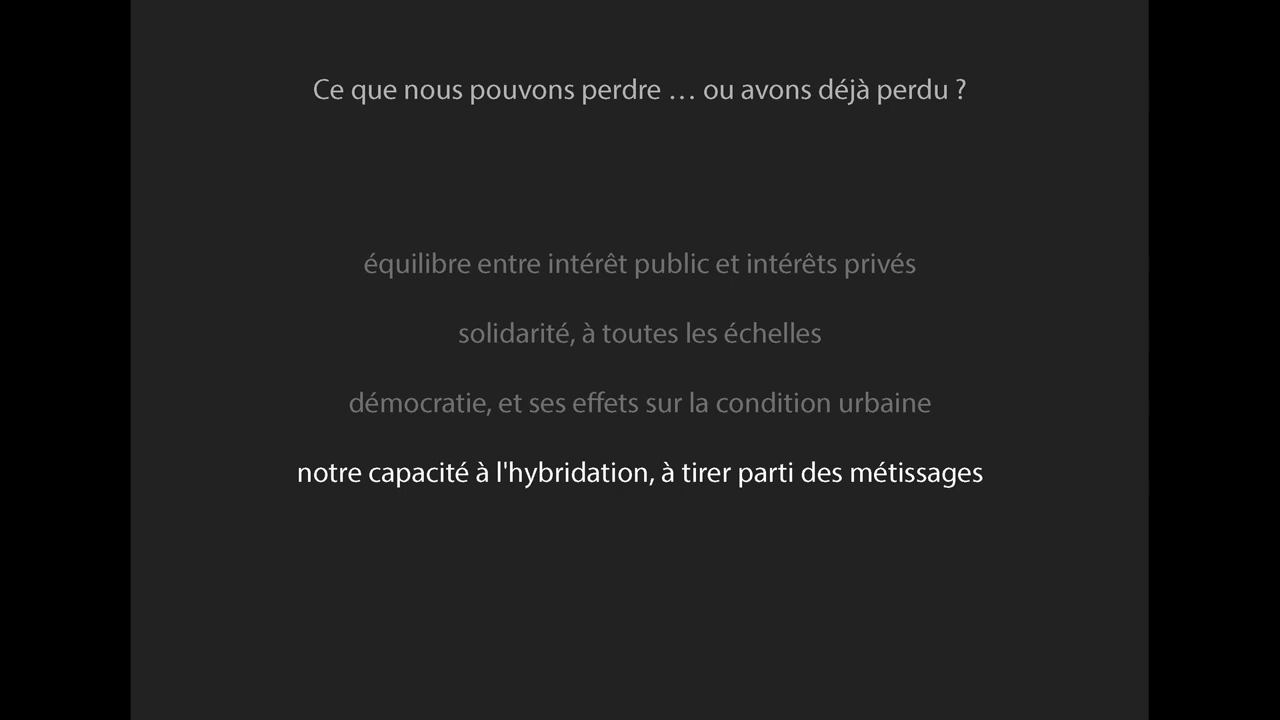 Ce que nous pouvons perdre … ou avons déjà perdu ?
équilibre entre intérêt public et intérêts privés
solidarité, à toutes les échelles
démocratie, et ses effets sur la condition urbaine
notre capacité à l'hybridation, à tirer parti des métissages